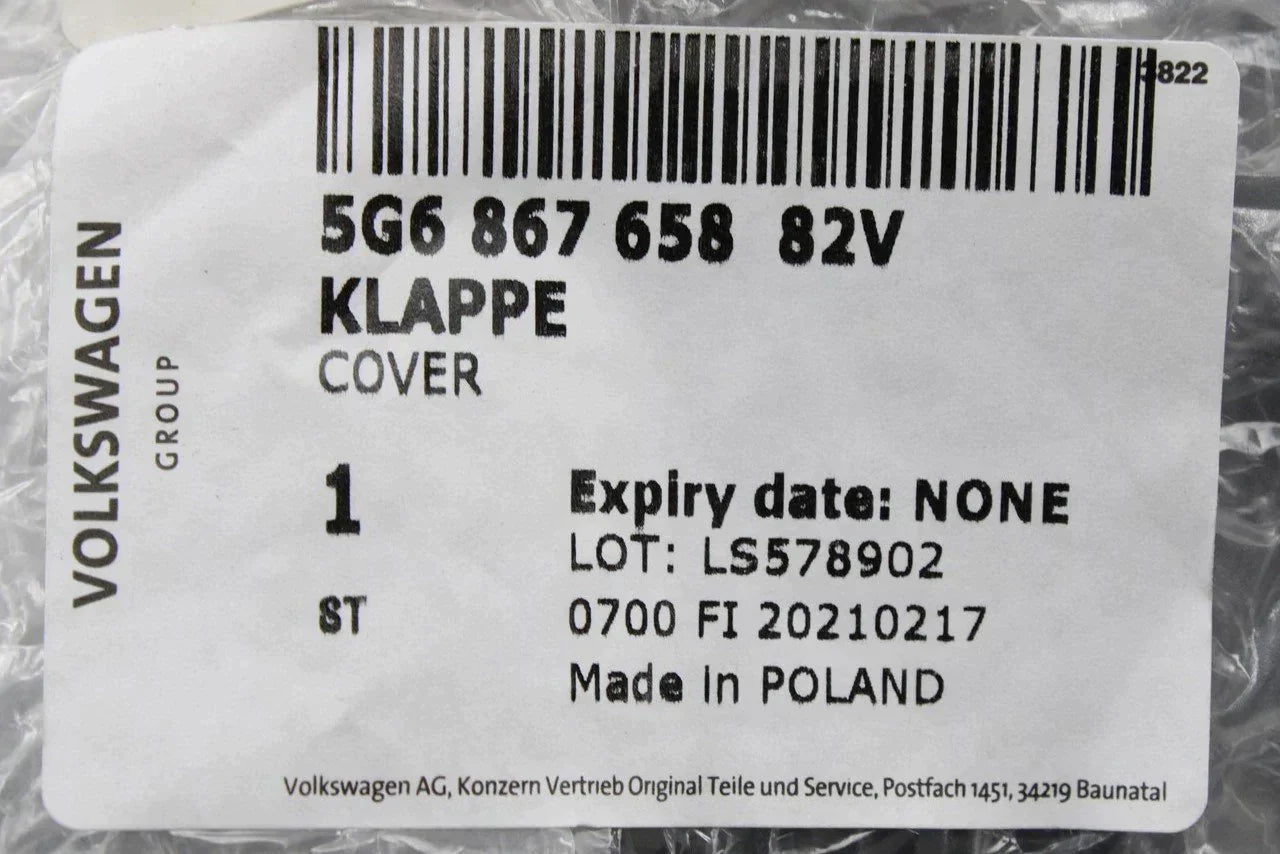 3822
5G6 867 658 82V
KLAPPE
COVER
VOLKSWAGEN
GROUP
1
Expiry date: NONE
LOT: LS578902
ST
0700 FI 20210217
Made in POLAND
Volkswagen AG, Konzern Vertrieb Original Teile und Service, Postfach 1451, 34219 Baunatal